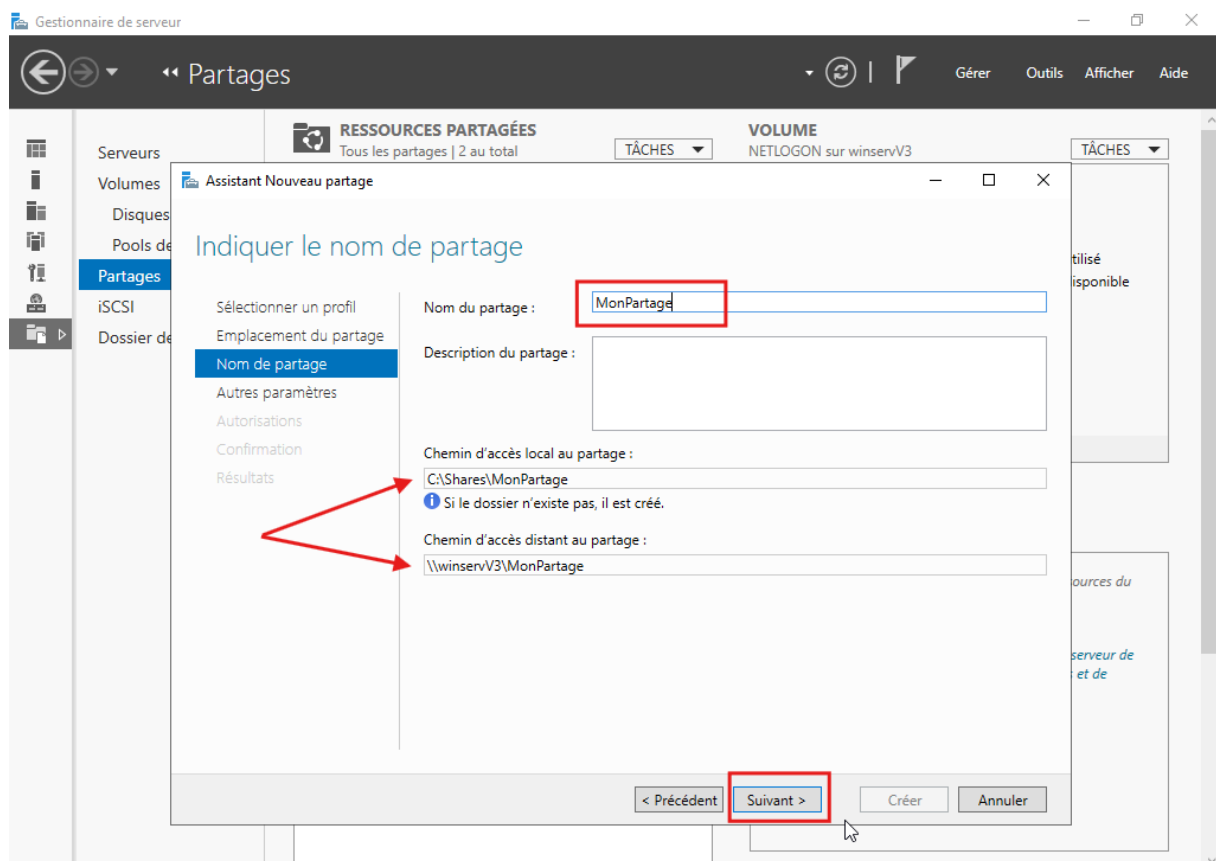 Gestionnaire de serveur
Partages
Gérer Outils Afficher Aide
Serveurs
Volumes
Disques
Pools de
Partages
iSCSI
Dossier de
RESSOURCES PARTAGÉES
Tous les partages | 2 au total
TÂCHES
VOLUME
NETLOGON sur winservV3
TÂCHES
Assistant Nouveau partage
Indiquer le nom de partage
Sélectionner un profil
Emplacement du partage
Nom de partage
Autres paramètres
Autorisations
Confirmation
Résultats
Nom du partage :
MonPartage
Description du partage :
Chemin d'accès local au partage :
C:\Shares\MonPartage
Si le dossier n'existe pas, il est créé.
Chemin d'accès distant au partage :
\\winservV3\MonPartage
< Précédent Suivant > Créer Annuler
tilisé
isponible
ources du
serveur de
et de